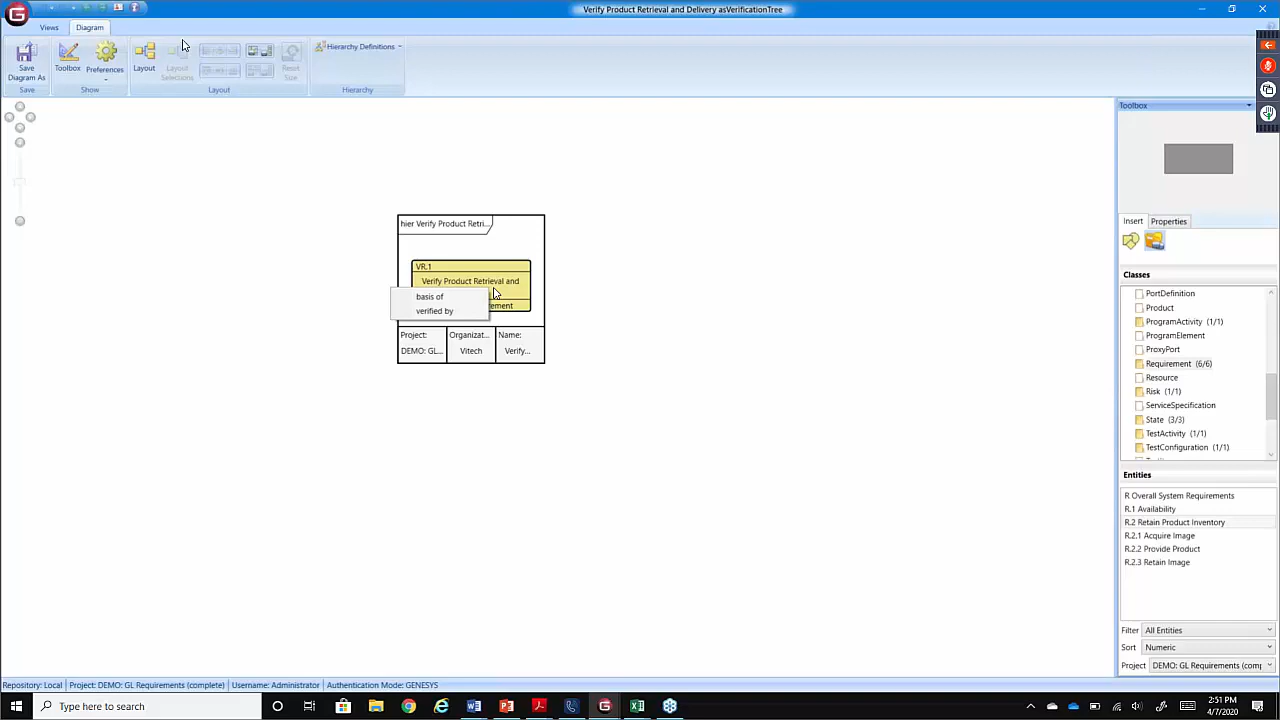 Verify Product Retrieval and Delivery asVerificationTree
Views
Diagram
Save
Diagram As
Toolbox
Preferences
Layout
Layout
Selections
Reset
Size
Hierarchy Definitions
Save
Show
Layout
Hierarchy
Toolbox
Insert
Properties
Classes
PortDefinition
Product
ProgramActivity (1/1)
ProgramElement
ProxyPort
Requirement (6/6)
Resource
Risk (1/1)
ServiceSpecification
State (3/3)
TestActivity (1/1)
TestConfiguration (1/1)
Entities
R Overall System Requirements
R.1 Availability
R.2 Retain Product Inventory
R.2.1 Acquire Image
R.2.2 Provide Product
R.2.3 Retain Image
Filter All Entities
Sort Numeric
Project DEMO: GL Requirements (comp
hier Verify Product Retri...
VR.1
Verify Product Retrieval and
basis of
verified by
ement
Project: Organizat... Name:
DEMO: GL... Vitech Verify...
Repository: Local Project: DEMO: GL Requirements (complete) Username: Administrator Authentication Mode: GENESYS
Type here to search
2:51 PM
4/7/2020